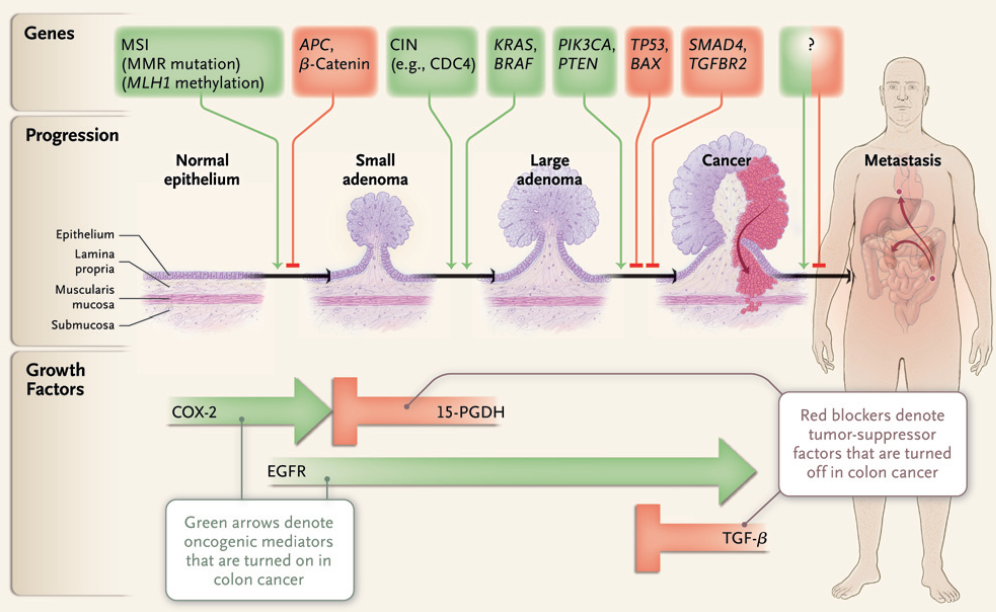 Genes
MSI
(MMR mutation)
(MLH1 methylation)
APC,
β-Catenin
CIN
(e.g., CDC4)
KRAS,
BRAF
PIK3CA,
PTEN
TP53,
BAX
SMAD4,
TGFBR2
?
Progression
Normal
epithelium
Small
adenoma
Large
adenoma
Cancer
Metastasis
Epithelium
Lamina
propria
Muscularis
mucosa
Submucosa
Growth
Factors
COX-2
15-PGDH
EGFR
TGF-β
Green arrows denote
oncogenic mediators
that are turned on in
colon cancer
Red blockers denote
tumor-suppressor
factors that are turned
off in colon cancer